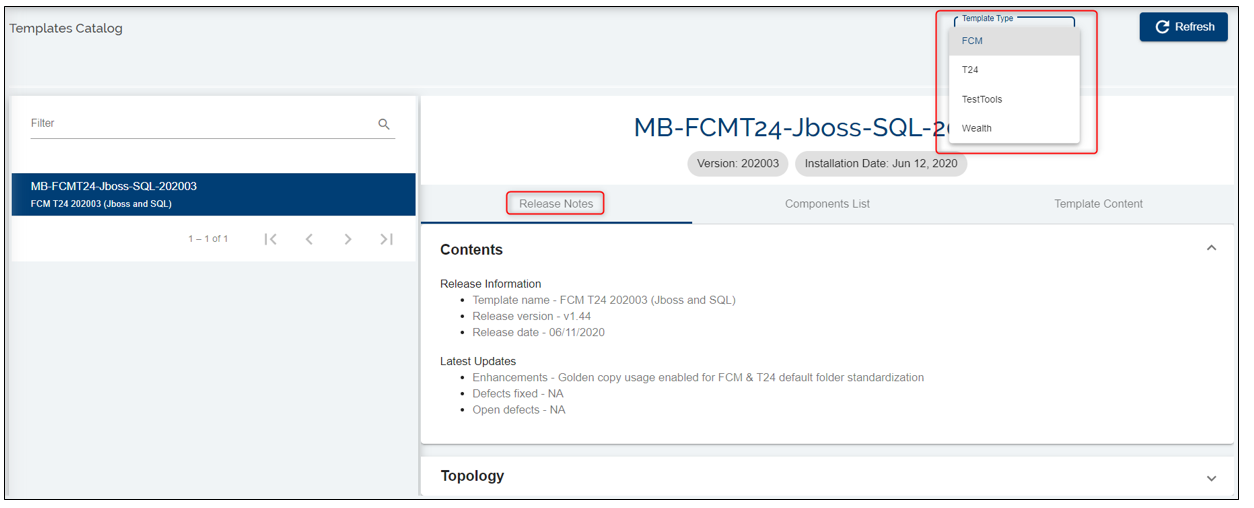 Templates Catalog
Template Type
FCM
T24
TestTools
Wealth
Refresh
Filter
MB-FCMT24-Jboss-SQL-202003
FCM T24 202003 (Jboss and SQL)
1 – 1 of 1
MB-FCMT24-Jboss-SQL-20
Version: 202003
Installation Date: Jun 12, 2020
Release Notes
Components List
Template Content
Contents
Release Information
Template name - FCM T24 202003 (Jboss and SQL)
Release version - v1.44
Release date - 06/11/2020
Latest Updates
Enhancements - Golden copy usage enabled for FCM & T24 default folder standardization
Defects fixed - NA
Open defects - NA
Topology